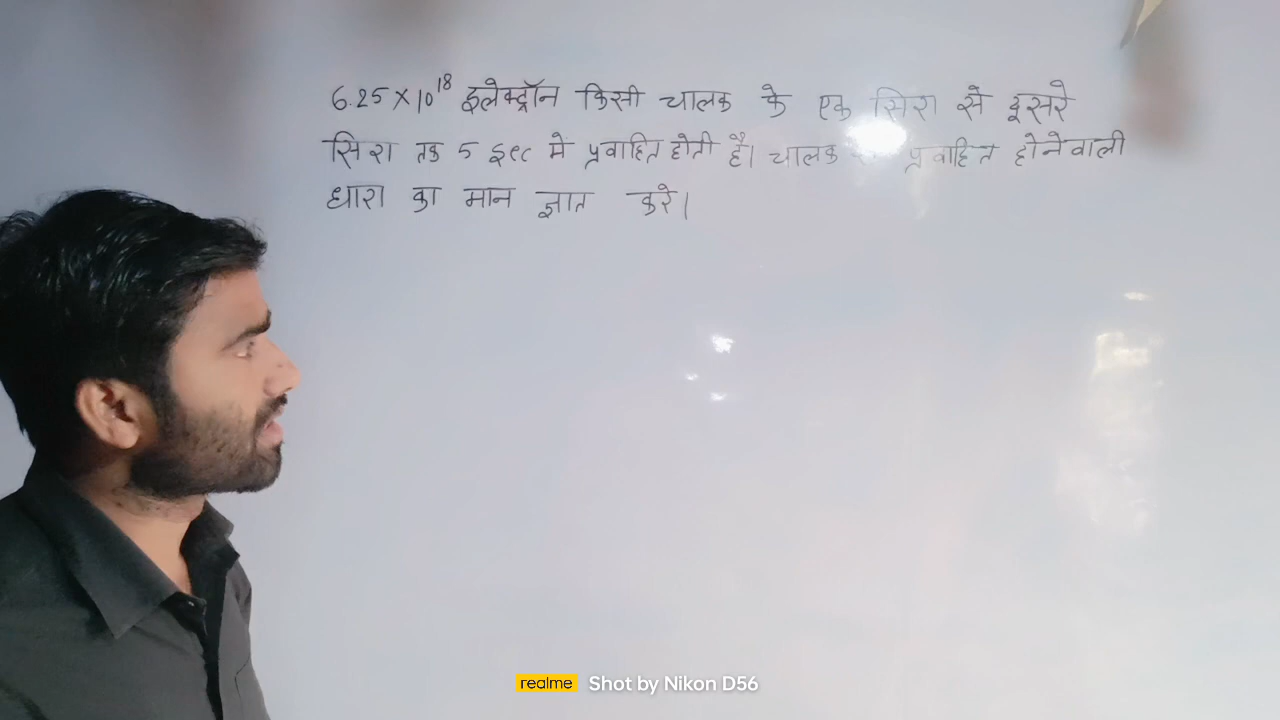 6.25×10¹⁸ इलेक्ट्रॉन किसी चालक के एक सिरा से दूसरे
सिरा तक 5 sec मे प्रवाहित होती है। चालक प्रवाहित होनेवाली
धारा का मान ज्ञात करे।
realme Shot by Nikon D56